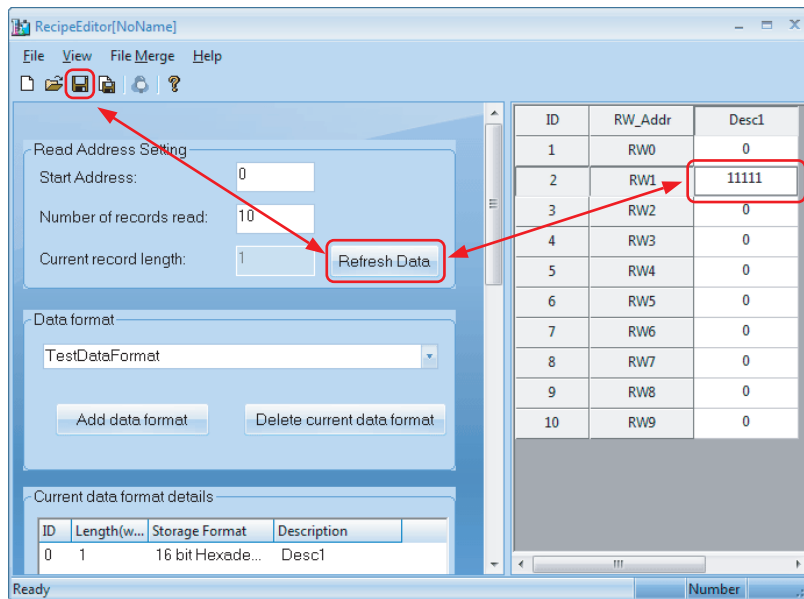 RecipeEditor[NoName]
File View File Merge Help
Read Address Setting
Start Address: 0
Number of records read: 10
Current record length: 1
Refresh Data
Data format
TestDataFormat
Add data format Delete current data format
Current data format details
ID Length(w... Storage Format Description
0 1 16 bit Hexade... Desc1
ID RW_Addr Desc1
1 RW0 0
2 RW1 11111
3 RW2 0
4 RW3 0
5 RW4 0
6 RW5 0
7 RW6 0
8 RW7 0
9 RW8 0
10 RW9 0
Ready Number